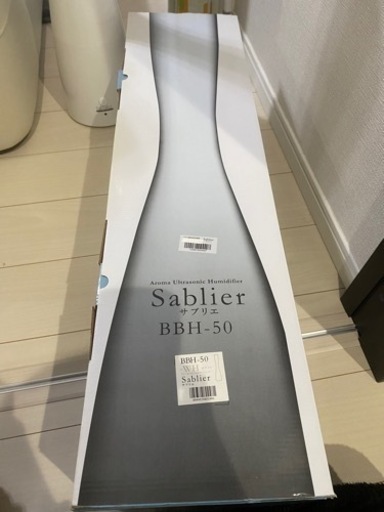 Aroma Ultrasonic Humidifier
Sablier
サブリエ
BBH-50
BBH-50
Sablier